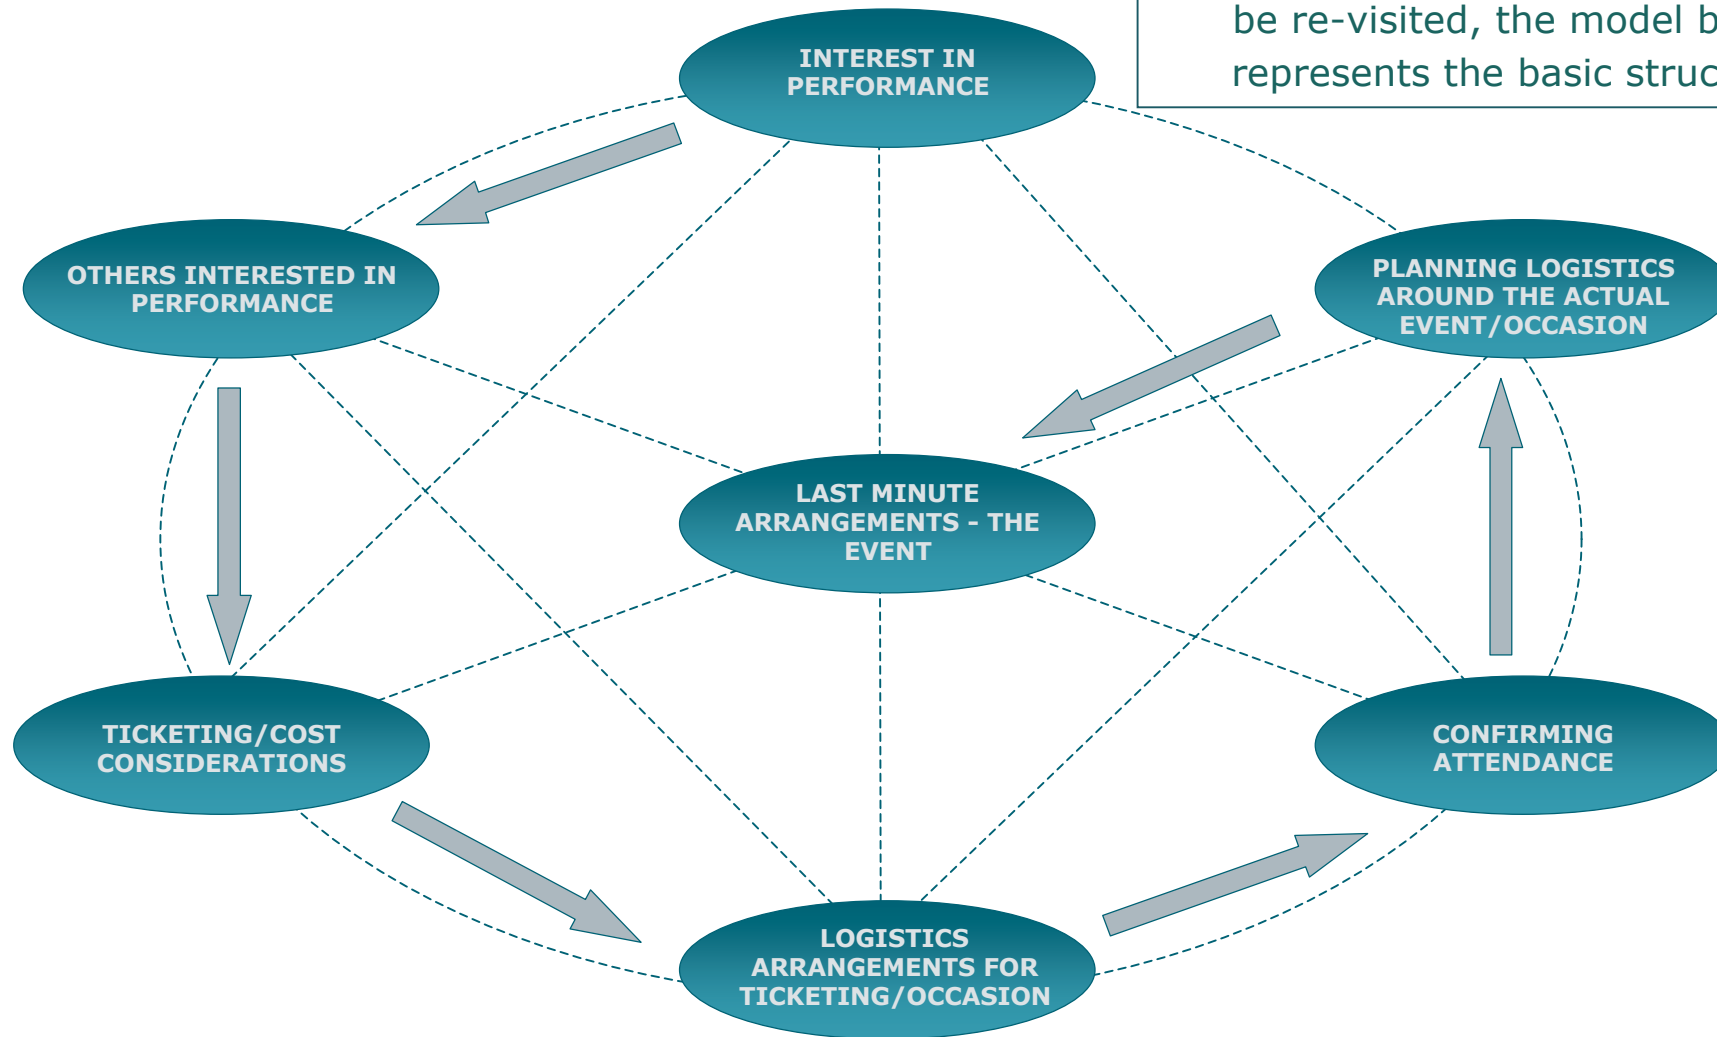 be re-visited, the model b
represents the basic struc
INTEREST IN
PERFORMANCE
OTHERS INTERESTED IN
PERFORMANCE
PLANNING LOGISTICS
AROUND THE ACTUAL
EVENT/OCCASION
LAST MINUTE
ARRANGEMENTS – THE
EVENT
TICKETING/COST
CONSIDERATIONS
CONFIRMING
ATTENDANCE
LOGISTICS
ARRANGEMENTS FOR
TICKETING/OCCASION